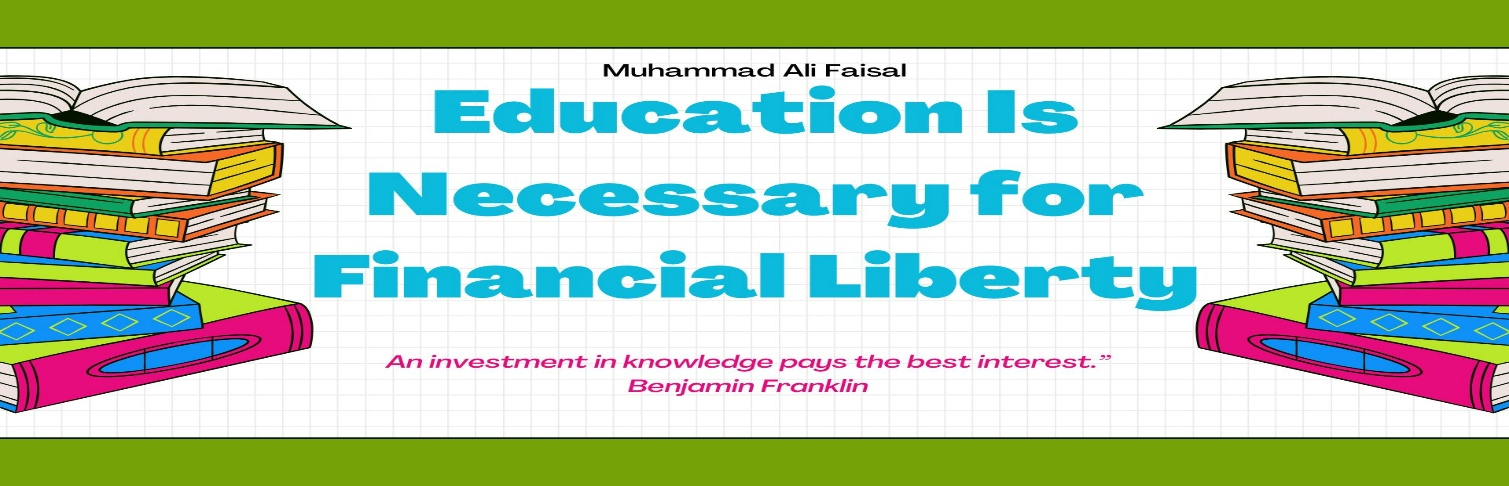 Muhammad Ali Faisal
Education Is
Necessary for
Financial Liberty
An investment in knowledge pays the best interest.”
Benjamin Franklin